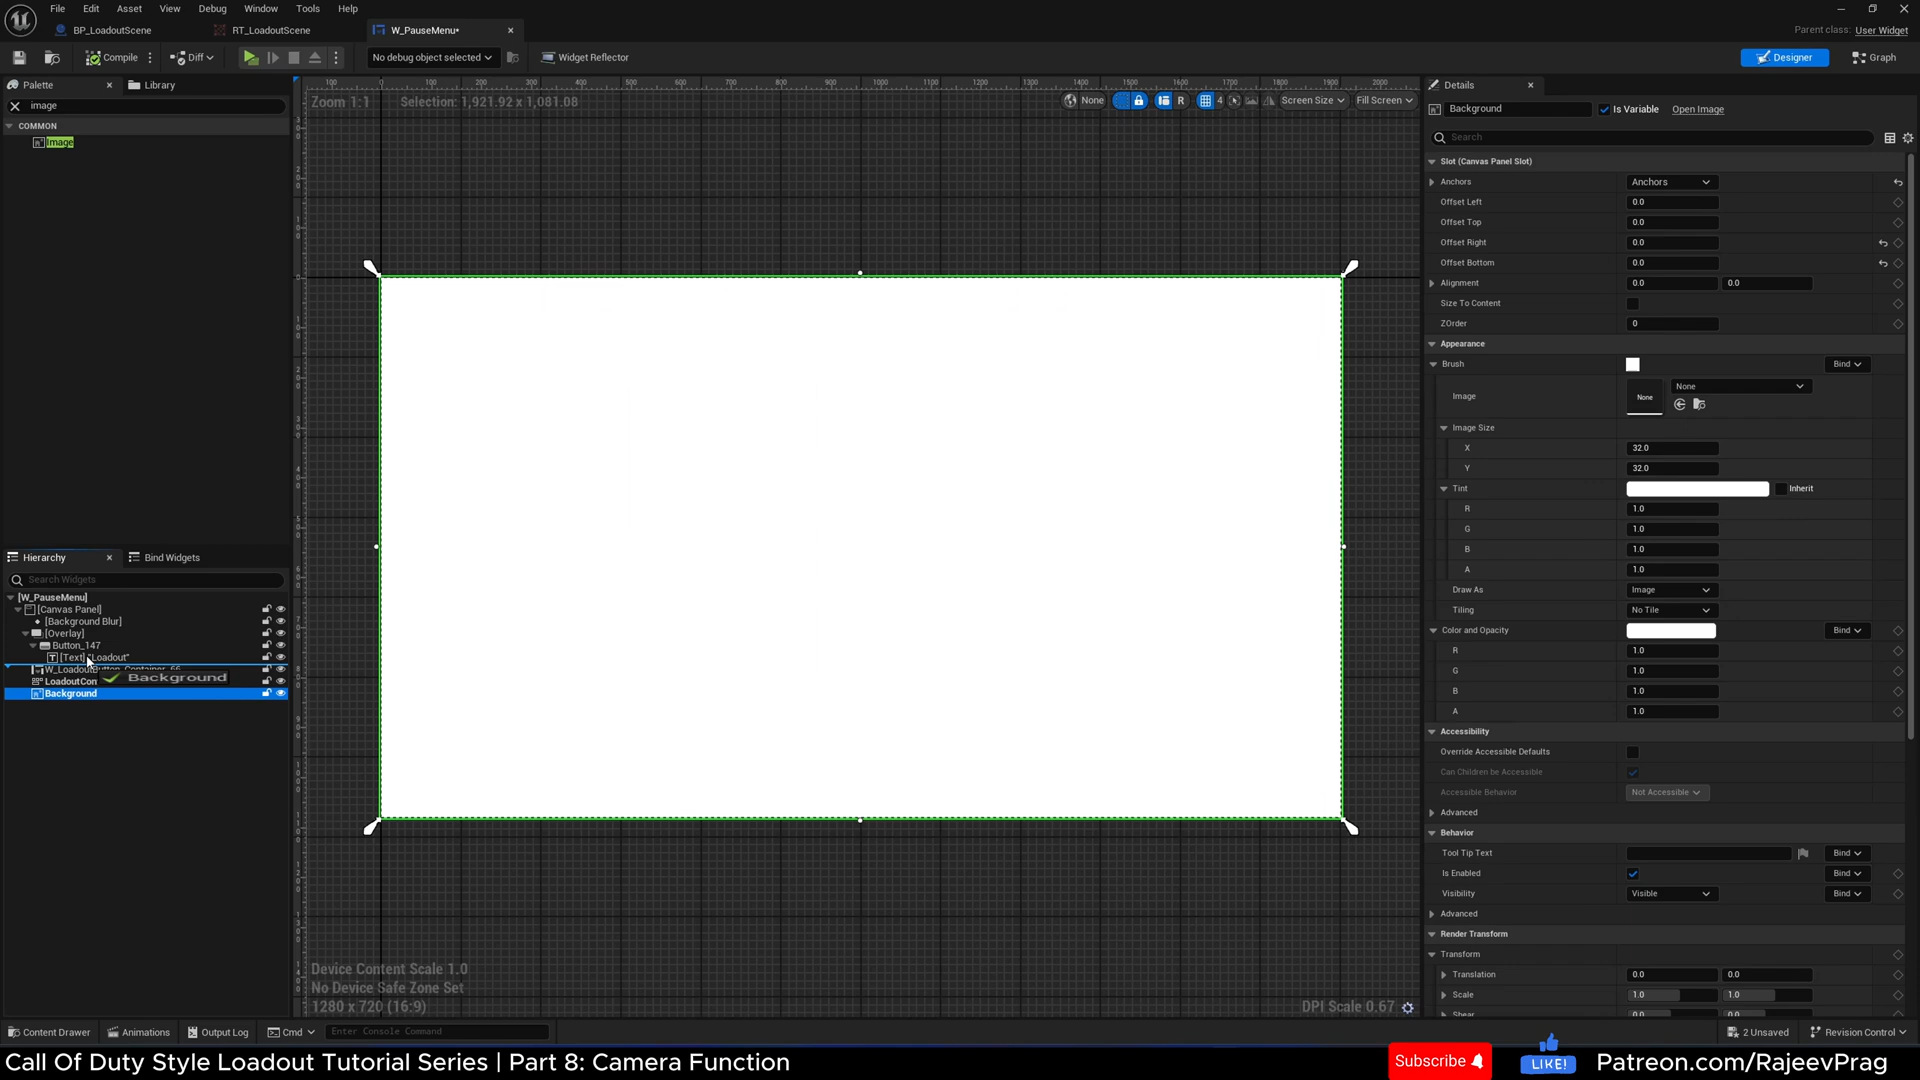 File Edit Asset View Debug Window Tools Help
BP_LoadoutScene RT_LoadoutScene W_PauseMenu• Parent class: User Widget
Compile Diff No debug object selected Widget Reflector Designer Graph
Palette Library
image
COMMON
Image
Zoom 1:1 Selection: 1,921.92 x 1,081.08
None R 4 Screen Size Fill Screen
Hierarchy Bind Widgets
Search Widgets
[W_PauseMenu]
[Canvas Panel]
[Background Blur]
[Overlay]
Button_147
[Text] "Loadout"
W_LoadoutButton_Container_66
LoadoutCon
Background
Background
Device Content Scale 1.0
No Device Safe Zone Set
1280 x 720 (16:9)
DPI Scale 0.67
Details
Background Is Variable Open Image
Search
Slot (Canvas Panel Slot)
Anchors Anchors
Offset Left 0.0
Offset Top 0.0
Offset Right 0.0
Offset Bottom 0.0
Alignment 0.0 0.0
Size To Content
ZOrder 0
Appearance
Brush Bind
Image None None
Image Size
X 32.0
Y 32.0
Tint Inherit
R 1.0
G 1.0
B 1.0
A 1.0
Draw As Image
Tiling No Tile
Color and Opacity Bind
R 1.0
G 1.0
B 1.0
A 1.0
Accessibility
Override Accessible Defaults
Can Children be Accessible
Accessible Behavior Not Accessible
Advanced
Behavior
Tool Tip Text Bind
Is Enabled Bind
Visibility Visible Bind
Advanced
Render Transform
Transform
Translation 0.0 0.0
Scale 1.0 1.0
Shear 0.0 0.0
Content Drawer Animations Output Log Cmd Enter Console Command 2 Unsaved Revision Control
Call Of Duty Style Loadout Tutorial Series | Part 8: Camera Function Subscribe LIKE! Patreon.com/RajeevPrag